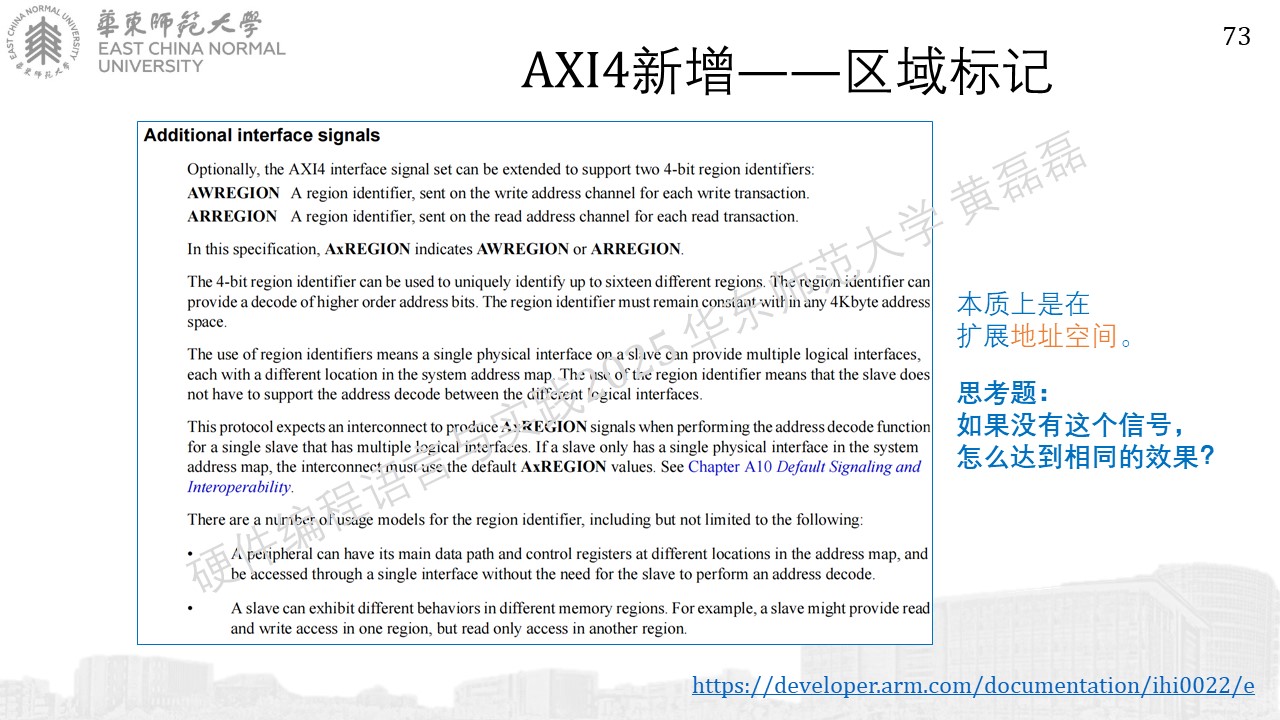 華東師範大學
EAST CHINA NORMAL
UNIVERSITY
EAST CHINA NORMAL UNIVERSITY
華東師範大學
73
AXI4新增——区域标记
Additional interface signals
Optionally, the AXI4 interface signal set can be extended to support two 4-bit region identifiers:
AWREGION A region identifier, sent on the write address channel for each write transaction.
ARREGION A region identifier, sent on the read address channel for each read transaction.
In this specification, AxREGION indicates AWREGION or ARREGION.
The 4-bit region identifier can be used to uniquely identify up to sixteen different regions. The region identifier can
provide a decode of higher order address bits. The region identifier must remain constant within any 4Kbyte address
space.
The use of region identifiers means a single physical interface on a slave can provide multiple logical interfaces,
each with a different location in the system address map. The use of the region identifier means that the slave does
not have to support the address decode between the different logical interfaces.
This protocol expects an interconnect to produce AxREGION signals when performing the address decode function
for a single slave that has multiple logical interfaces. If a slave only has a single physical interface in the system
address map, the interconnect must use the default AxREGION values. See Chapter A10 Default Signaling and
Interoperability.
There are a number of usage models for the region identifier, including but not limited to the following:
• A peripheral can have its main data path and control registers at different locations in the address map, and
be accessed through a single interface without the need for the slave to perform an address decode.
• A slave can exhibit different behaviors in different memory regions. For example, a slave might provide read
and write access in one region, but read only access in another region.
本质上是在
扩展地址空间。
思考题：
如果没有这个信号，
怎么达到相同的效果？
硬件编程语言与实践2025 华东师范大学 黄磊磊
https://developer.arm.com/documentation/ihi0022/e